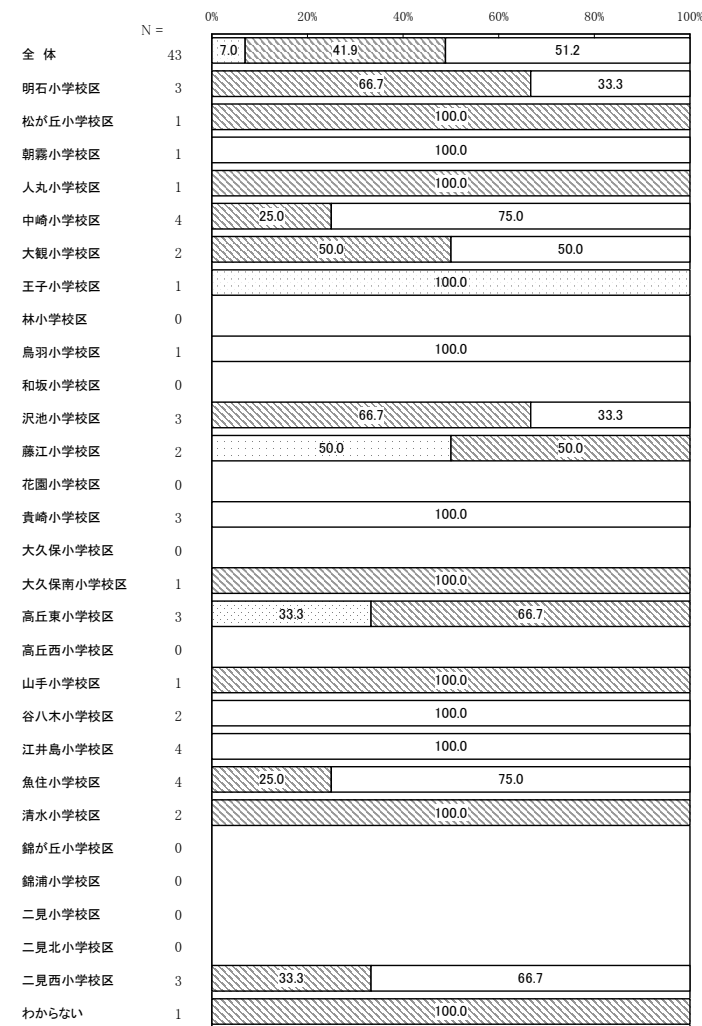 0% 20% 40% 60% 80% 100%
N =
全 体 43 7.0 41.9 51.2
明石小学校区 3 66.7 33.3
松が丘小学校区 1 100.0
朝霧小学校区 1 100.0
人丸小学校区 1 100.0
中崎小学校区 4 25.0 75.0
大観小学校区 2 50.0 50.0
王子小学校区 1 100.0
林小学校区 0
鳥羽小学校区 1 100.0
和坂小学校区 0
沢池小学校区 3 66.7 33.3
藤江小学校区 2 50.0 50.0
花園小学校区 0
貴崎小学校区 3 100.0
大久保小学校区 0
大久保南小学校区 1 100.0
高丘東小学校区 3 33.3 66.7
高丘西小学校区 0
山手小学校区 1 100.0
谷八木小学校区 2 100.0
江井島小学校区 4 100.0
魚住小学校区 4 25.0 75.0
清水小学校区 2 100.0
錦が丘小学校区 0
錦浦小学校区 0
二見小学校区 0
二見北小学校区 0
二見西小学校区 3 33.3 66.7
わからない 1 100.0